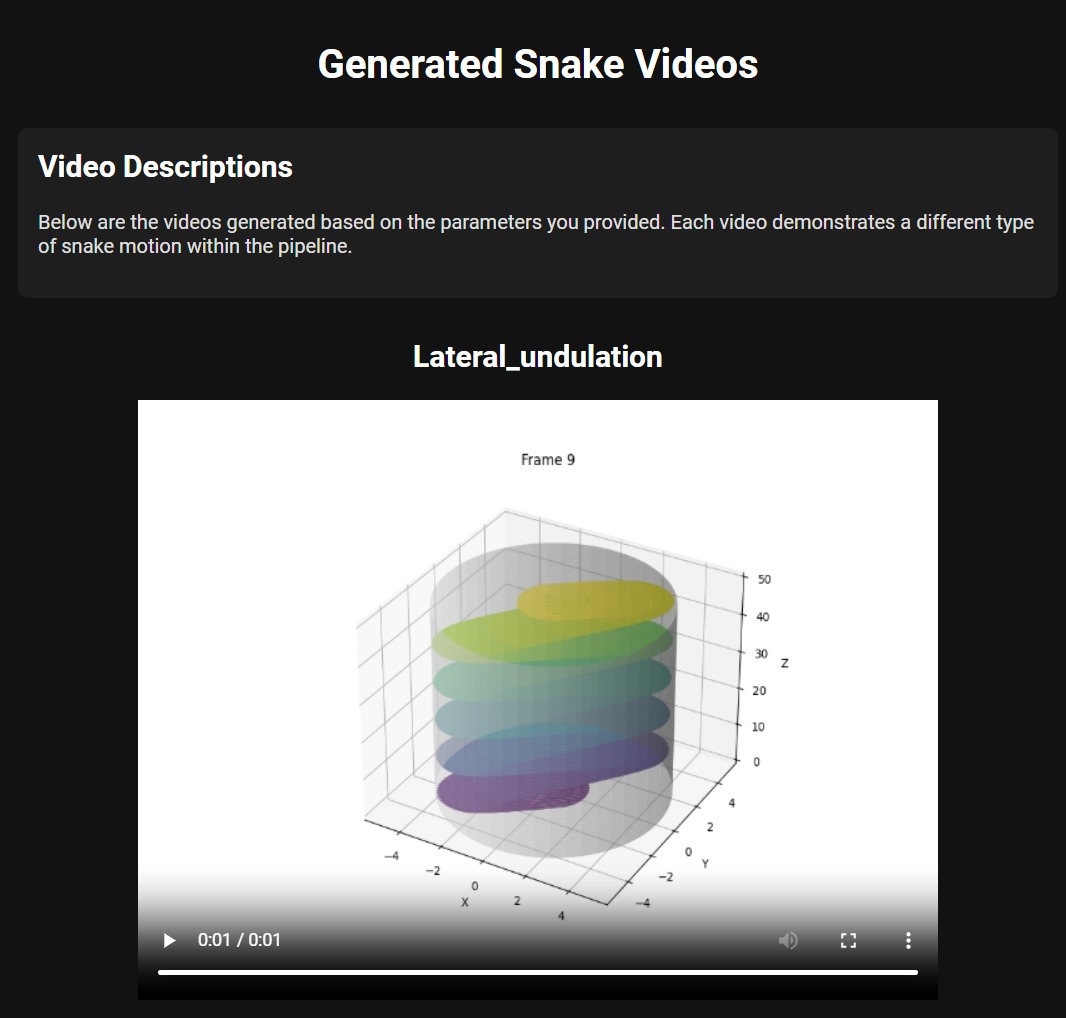 Generated Snake Videos
Video Descriptions
Below are the videos generated based on the parameters you provided. Each video demonstrates a different type
of snake motion within the pipeline.
Lateral_undulation
Frame 9
50
40
30
Z
20
10
0
4
2
0
Y
−2
−4
−4
−2
0
X
2
4
0:01 / 0:01